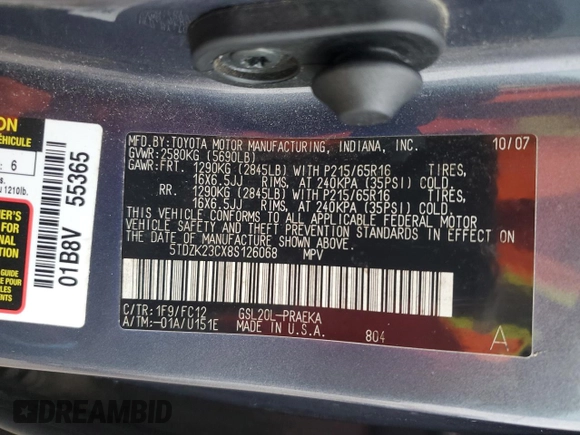 ON
ÉHICULE
6
u 1210lb.
ER'S
01B8V 55365
MFD.BY:TOYOTA MOTOR MANUFACTURING, INDIANA, INC. 10/07
GVWR:2580KG (5690LB)
GAWR:FRT. 1290KG (2845LB) WITH P215/65R16 TIRES,
16X6.5JJ RIMS, AT 240KPA (35PSI) COLD.
RR. 1290KG (2845LB) WITH P215/65R16 TIRES,
16X6.5JJ RIMS, AT 240KPA (35PSI) COLD.
THIS VEHICLE CONFORMS TO ALL APPLICABLE FEDERAL MOTOR
VEHICLE SAFETY AND THEFT PREVENTION STANDARDS IN EFFECT ON
THE DATE OF MANUFACTURE SHOWN ABOVE.
5TDZK23CX8S126068 MPV
C/TR:1F9/FC12 GSL20L-PRAEKA
A/TM:-01A/U151E MADE IN U.S.A. 804 A
DREAMBID